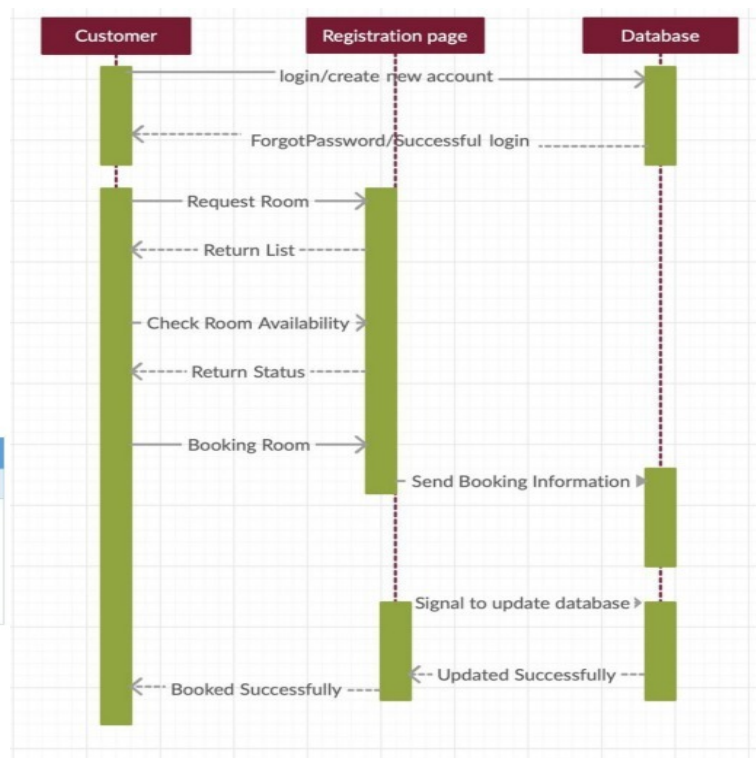 Customer
Registration page
Database
login/create new account
ForgotPassword/Successful login
Request Room
Return List
Check Room Availability
Return Status
Booking Room
Send Booking Information
Signal to update database
Updated Successfully
Booked Successfully